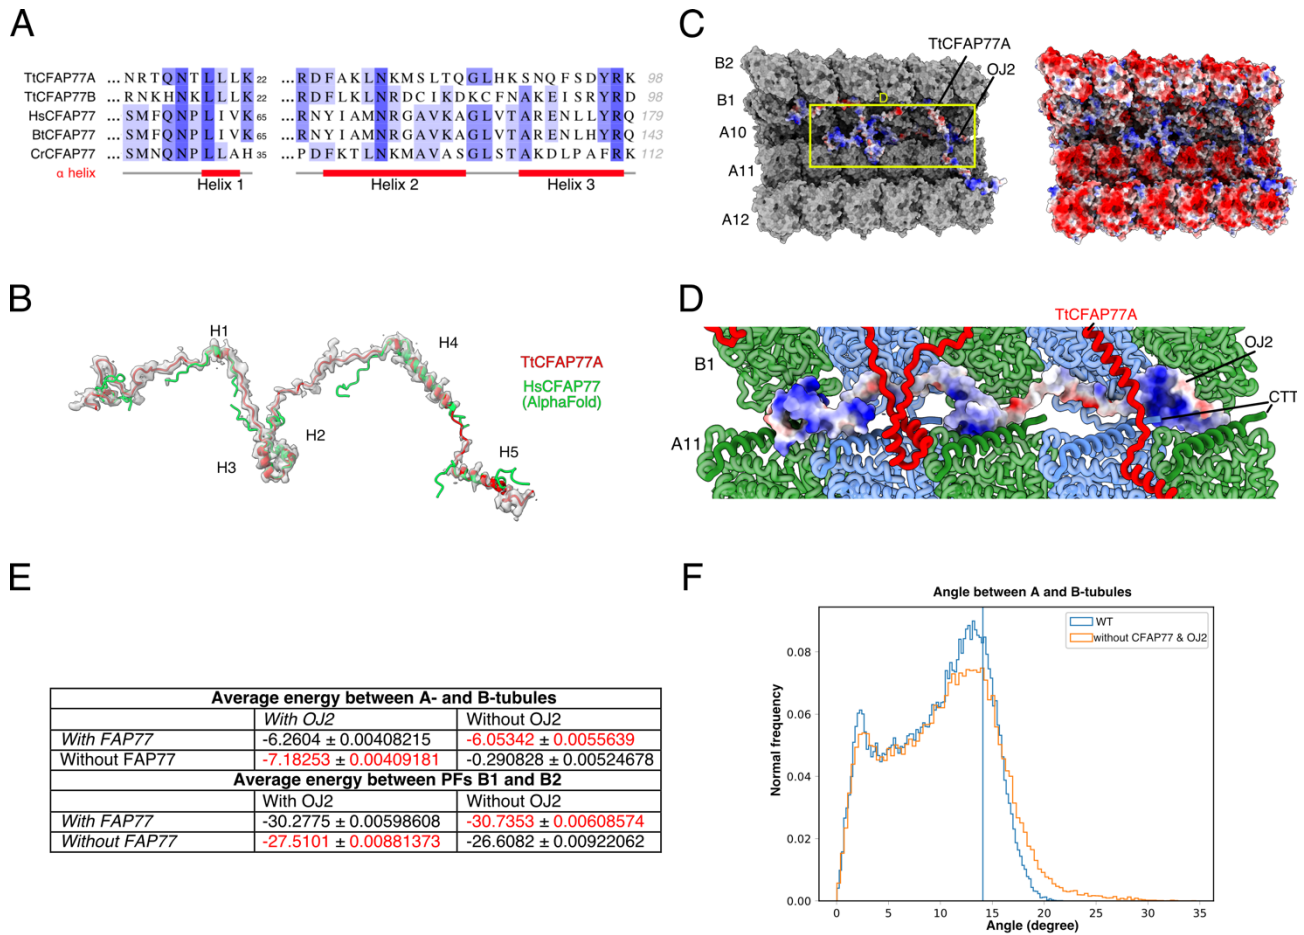 A
TtCFAP77A ... NRTQNTLLLK 22 RDFAKLNKMSLTQGLHKSNQFSDYRK 98
TtCFAP77B ... RNKHNKLLLK 22 RDFLKLNRDCIKDKCFNAKEISRYRD 98
HsCFAP77 ... SMFQNPLIVK 65 RNYIAMNRGAVKAGLVTARENLLYRQ 179
BtCFAP77 ... SMFQNPLIVK 65 RNYIAMNRGAVKAGLVTARENLHYRQ 143
CrCFAP77 ... SMNQNPLLAH 35 PDFKTLNKMAVASGLSTAKDLPAFRK 112
α helix
Helix 1 Helix 2 Helix 3
B
H1
H4
TtCFAP77A
HsCFAP77
(AlphaFold)
H2
H3
H5
C
TtCFAP77A
OJ2
B2
B1
D
A10
A11
A12
D
TtCFAP77A
OJ2
B1
CTT
A11
E
Average energy between A- and B-tubules
With OJ2 Without OJ2
With FAP77 -6.2604 ± 0.00408215 -6.05342 ± 0.0055639
Without FAP77 -7.18253 ± 0.00409181 -0.290828 ± 0.00524678
Average energy between PFs B1 and B2
With OJ2 Without OJ2
With FAP77 -30.2775 ± 0.00598608 -30.7353 ± 0.00608574
Without FAP77 -27.5101 ± 0.00881373 -26.6082 ± 0.00922062
F
Angle between A and B-tubules
WT
without CFAP77 & OJ2
Normal frequency
0.08
0.06
0.04
0.02
0.00
0 5 10 15 20 25 30 35
Angle (degree)